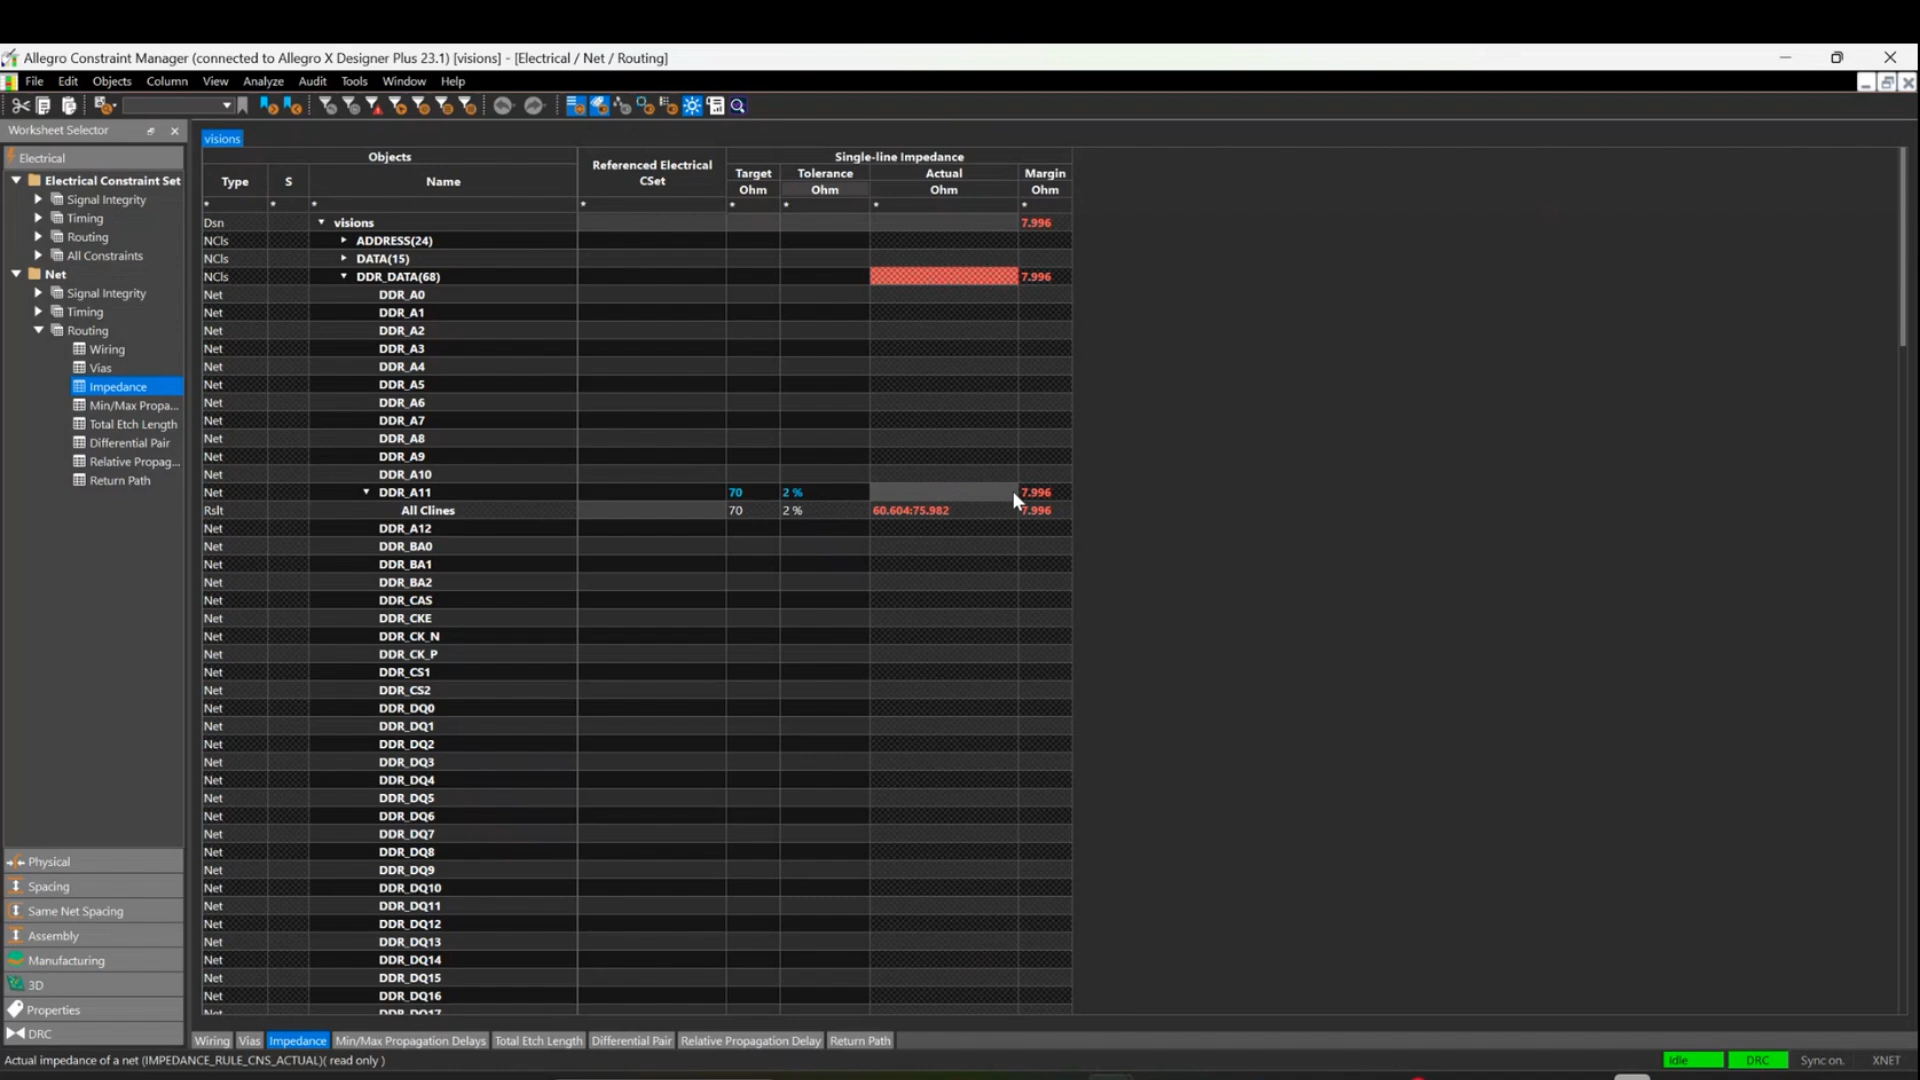 Allegro Constraint Manager (connected to Allegro X Designer Plus 23.1) [visions] - [Electrical / Net / Routing]
File Edit Objects Column View Analyze Audit Tools Window Help
Worksheet Selector
visions
Electrical
Electrical Constraint Set
Signal Integrity
Timing
Routing
All Constraints
Net
Signal Integrity
Timing
Routing
Wiring
Vias
Impedance
Min/Max Propa...
Total Etch Length
Differential Pair
Relative Propag...
Return Path
Physical
Spacing
Same Net Spacing
Assembly
Manufacturing
3D
Properties
DRC
Objects Referenced Electrical CSet Single-line Impedance
Type S Name Target Tolerance Actual Margin
Ohm Ohm Ohm Ohm
* * * * * * * *
Dsn visions 7.996
NCls ADDRESS(24)
NCls DATA(15)
NCls DDR_DATA(68) 7.996
Net DDR_A0
Net DDR_A1
Net DDR_A2
Net DDR_A3
Net DDR_A4
Net DDR_A5
Net DDR_A6
Net DDR_A7
Net DDR_A8
Net DDR_A9
Net DDR_A10
Net DDR_A11 70 2 % 7.996
Rslt All Clines 70 2 % 60.604:75.982 7.996
Net DDR_A12
Net DDR_BA0
Net DDR_BA1
Net DDR_BA2
Net DDR_CAS
Net DDR_CKE
Net DDR_CK_N
Net DDR_CK_P
Net DDR_CS1
Net DDR_CS2
Net DDR_DQ0
Net DDR_DQ1
Net DDR_DQ2
Net DDR_DQ3
Net DDR_DQ4
Net DDR_DQ5
Net DDR_DQ6
Net DDR_DQ7
Net DDR_DQ8
Net DDR_DQ9
Net DDR_DQ10
Net DDR_DQ11
Net DDR_DQ12
Net DDR_DQ13
Net DDR_DQ14
Net DDR_DQ15
Net DDR_DQ16
Net DDR_DQ17
Wiring Vias Impedance Min/Max Propagation Delays Total Etch Length Differential Pair Relative Propagation Delay Return Path
Actual impedance of a net (IMPEDANCE_RULE_CNS_ACTUAL)( read only ) Idle DRC Sync on. XNET